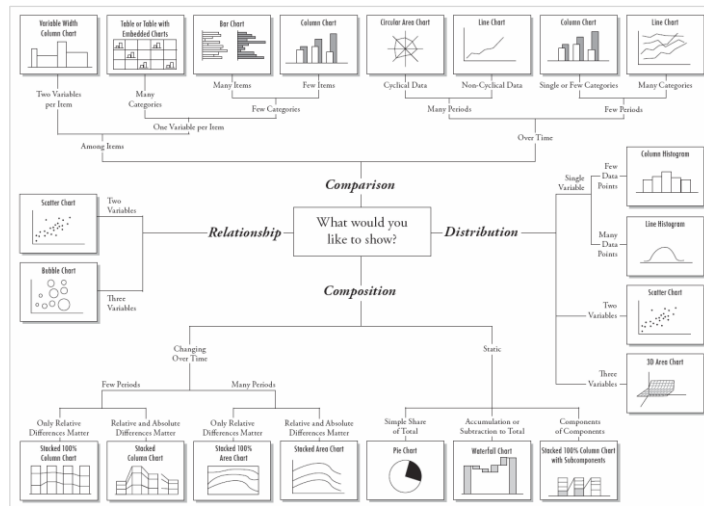 Variable Width
Column Chart
Table or Table with
Embedded Charts
Bar Chart
Column Chart
Circular Area Chart
Line Chart
Column Chart
Line Chart
Two Variables
per Item
Many
Categories
Many Items
Few Items
Cyclical Data
Non-Cyclical Data
Single or Few Categories
Many Categories
Few Categories
Many Periods
Few Periods
One Variable per Item
Among Items
Over Time
Comparison
What would you
like to show?
Relationship
Two
Variables
Scatter Chart
Three
Variables
Bubble Chart
Distribution
Single
Variable
Few
Data
Points
Column Histogram
Many
Data
Points
Line Histogram
Two
Variables
Scatter Chart
Three
Variables
3D Area Chart
Composition
Changing
Over Time
Static
Few Periods
Many Periods
Only Relative
Differences Matter
Relative and Absolute
Differences Matter
Only Relative
Differences Matter
Relative and Absolute
Differences Matter
Simple Share
of Total
Accumulation or
Subtraction to Total
Components
of Components
Stacked 100%
Column Chart
Stacked
Column Chart
Stacked 100%
Area Chart
Stacked Area Chart
Pie Chart
Waterfall Chart
Stacked 100% Column Chart
with Subcomponents